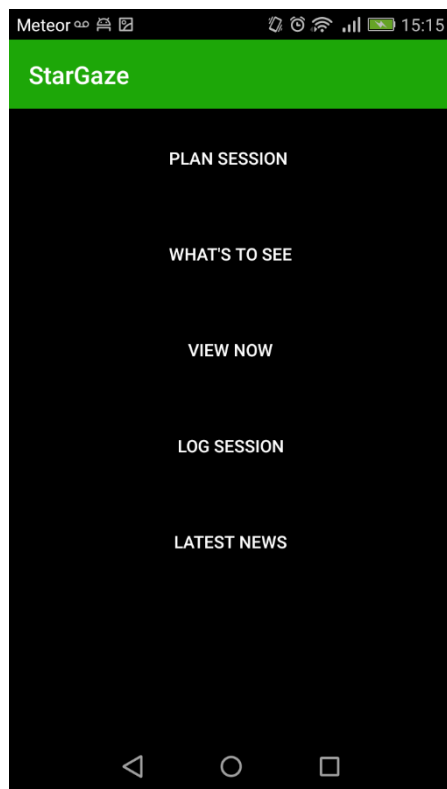 Meteor 15:15
StarGaze
PLAN SESSION
WHAT'S TO SEE
VIEW NOW
LOG SESSION
LATEST NEWS